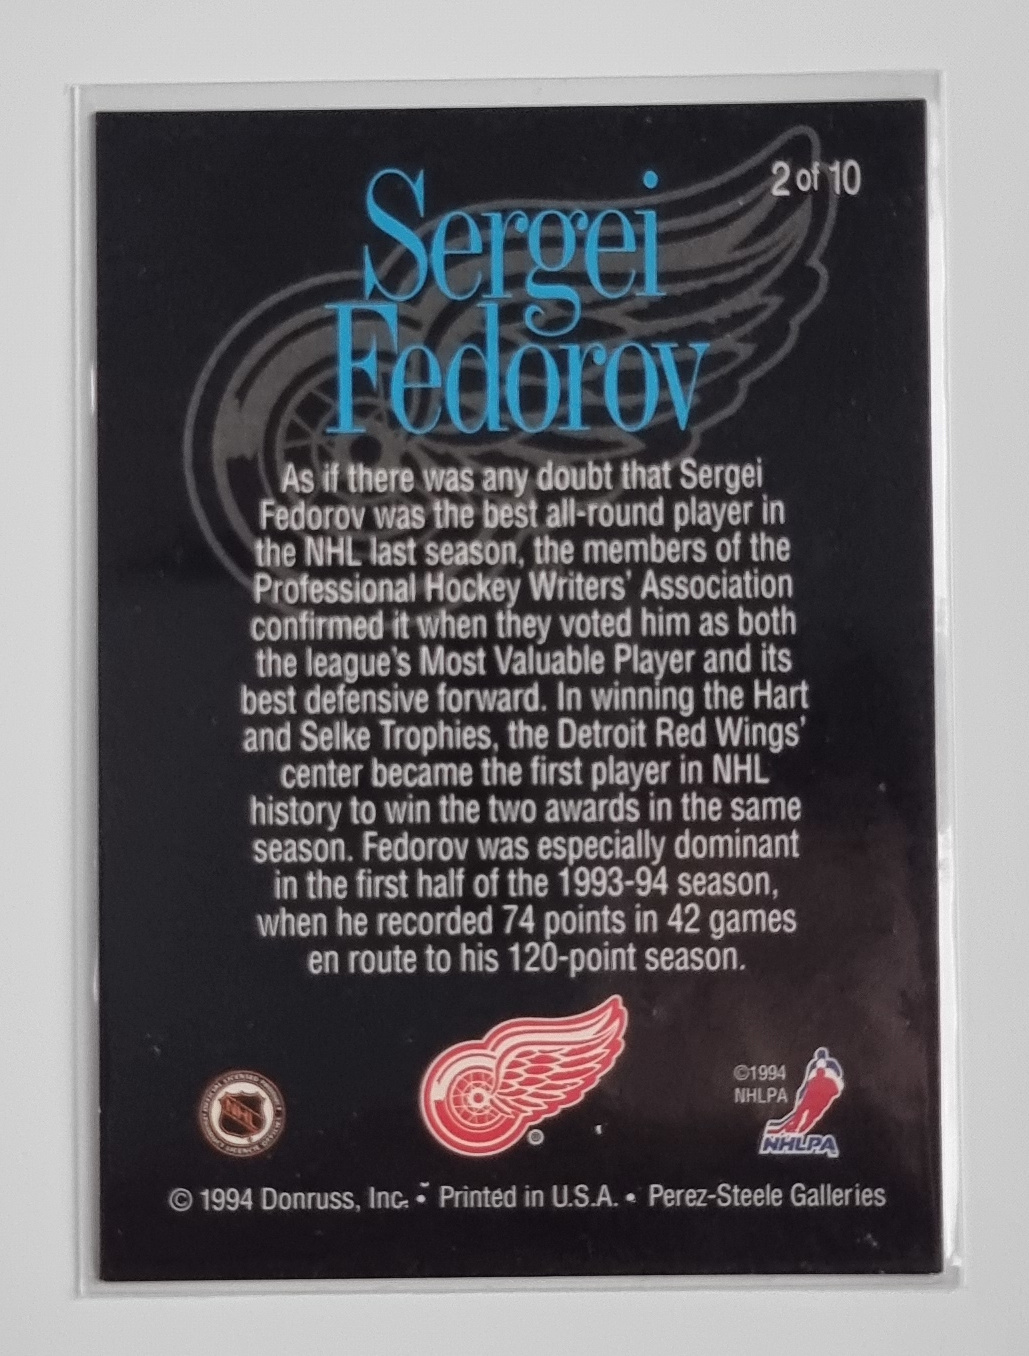 2 of 10
Sergei
Fedorov
As if there was any doubt that Sergei
Fedorov was the best all-round player in
the NHL last season, the members of the
Professional Hockey Writers' Association
confirmed it when they voted him as both
the league's Most Valuable Player and its
best defensive forward. In winning the Hart
and Selke Trophies, the Detroit Red Wings'
center became the first player in NHL
history to win the two awards in the same
season. Fedorov was especially dominant
in the first half of the 1993-94 season,
when he recorded 74 points in 42 games
en route to his 120-point season.
©1994
NHLPA
NHL
®
NHLPA
© 1994 Donruss, Inc. • Printed in U.S.A. • Perez-Steele Galleries